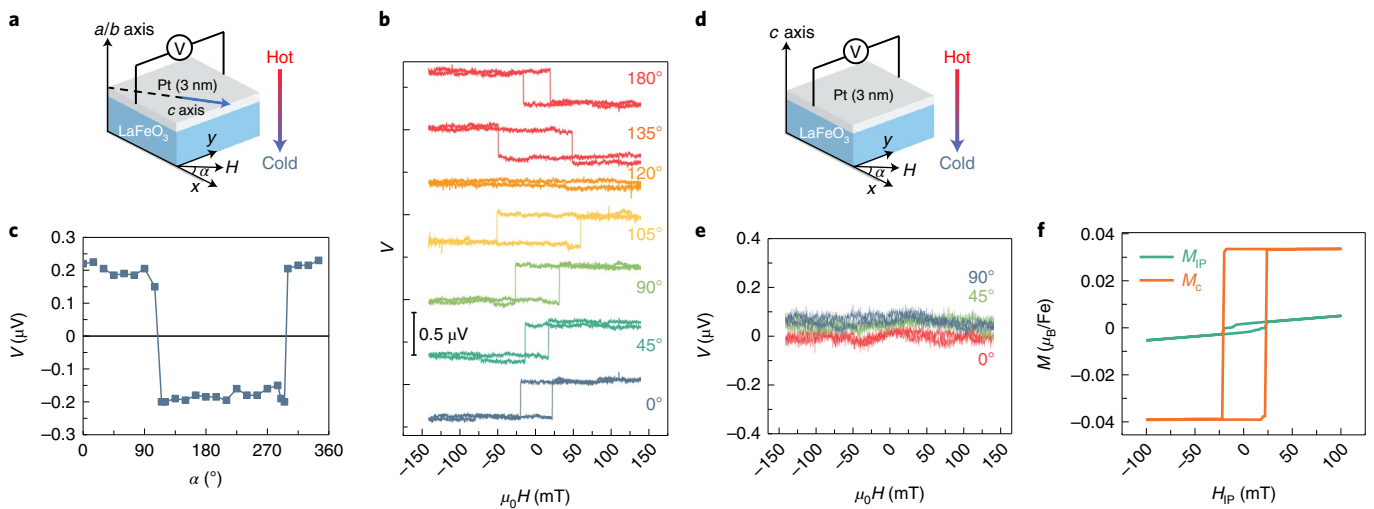 a
a/b axis
V
Hot
Pt (3 nm)
c axis
LaFeO3
y
Cold
α
H
x
b
180°
135°
120°
105°
90°
0.5 μV
45°
0°
V
−150
−100
−50
0
50
100
150
μ0H (mT)
c
0.3
0.2
0.1
0
−0.1
−0.2
−0.3
V (μV)
0
90
180
270
360
α (°)
d
c axis
V
Hot
Pt (3 nm)
LaFeO3
y
Cold
α
H
x
e
0.4
0.2
0
−0.2
−0.4
V (μV)
90°
45°
0°
−150
−100
−50
0
50
100
150
μ0H (mT)
f
0.04
0.02
0
−0.02
−0.04
M (μB/Fe)
MIP
Mc
−100
−50
0
50
100
HIP (mT)